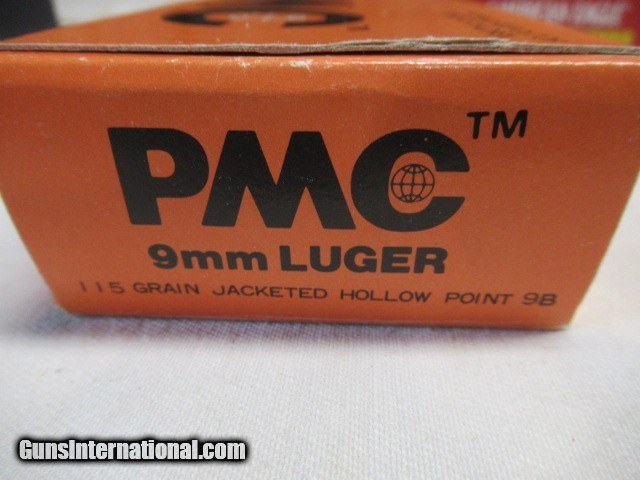 PMC™
9mm LUGER
115 GRAIN JACKETED HOLLOW POINT 9B
GunsInternational.com